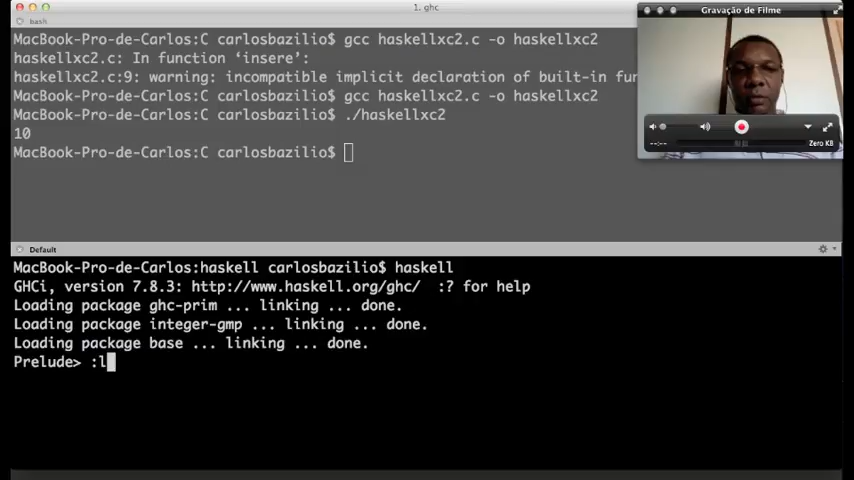 1. ghc
bash
MacBook-Pro-de-Carlos:C carlosbazilio$ gcc haskellxc2.c -o haskellxc2
haskellxc2.c: In function ‘insere’:
haskellxc2.c:9: warning: incompatible implicit declaration of built-in fun
MacBook-Pro-de-Carlos:C carlosbazilio$ gcc haskellxc2.c -o haskellxc2
MacBook-Pro-de-Carlos:C carlosbazilio$ ./haskellxc2
10
MacBook-Pro-de-Carlos:C carlosbazilio$
Gravação de Filme
--:--
Zero KB
Default
MacBook-Pro-de-Carlos:haskell carlosbazilio$ haskell
GHCi, version 7.8.3: http://www.haskell.org/ghc/  :? for help
Loading package ghc-prim ... linking ... done.
Loading package integer-gmp ... linking ... done.
Loading package base ... linking ... done.
Prelude> :l